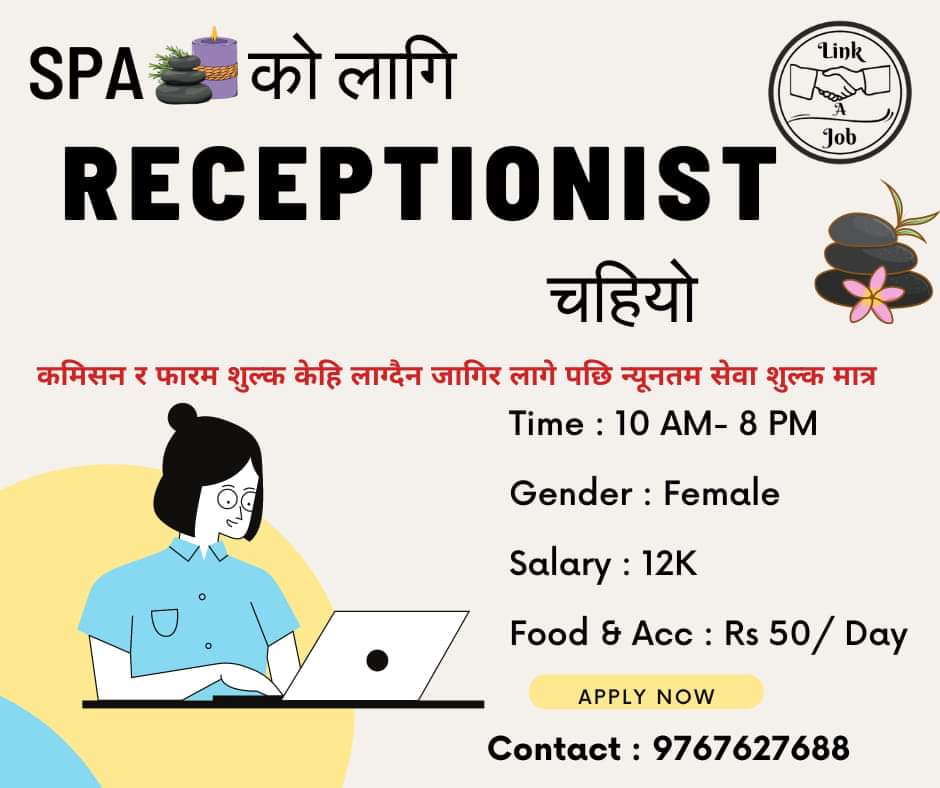 SPA को लागि
Link
A
Job
RECEPTIONIST
चहियो
कमिसन र फारम शुल्क केहि लाग्दैन जागिर लागे पछि न्यूनतम सेवा शुल्क मात्र
Time : 10 AM- 8 PM
Gender : Female
Salary : 12K
Food & Acc : Rs 50/ Day
APPLY NOW
Contact : 9767627688